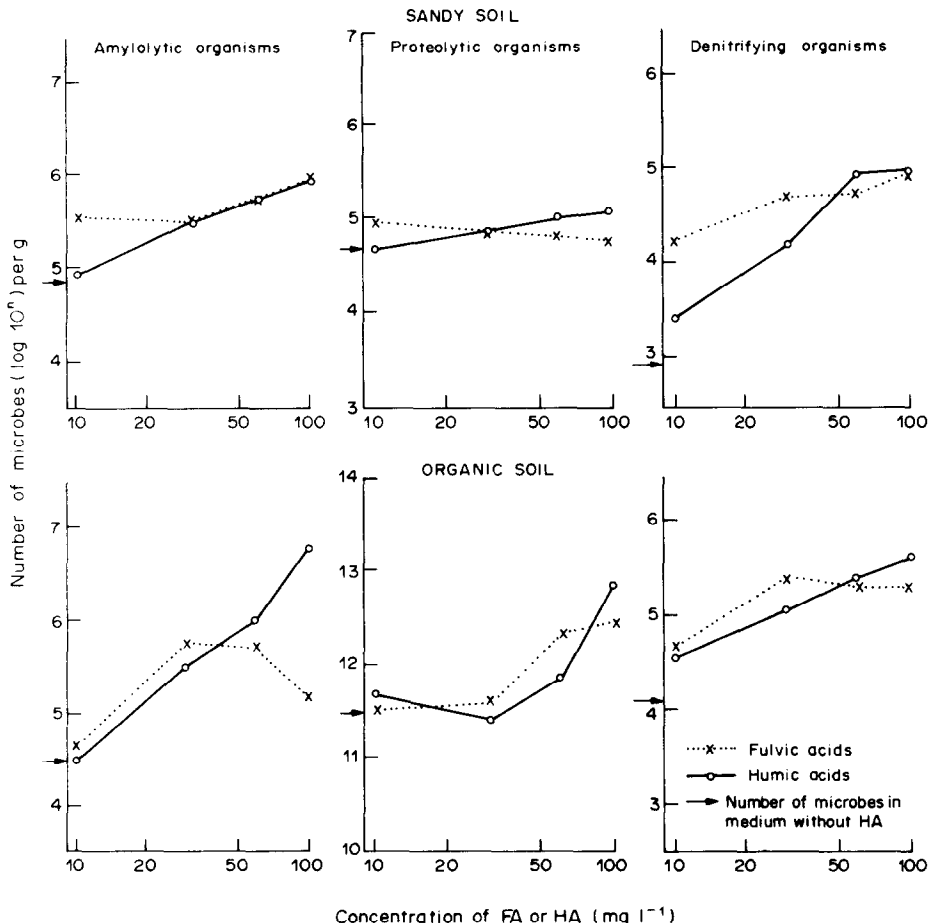 SANDY SOIL
Amylolytic organisms
Proteolytic organisms
Denitrifying organisms
7
6
5
4
10 20 50 100
7
6
5
4
3
10 20 50 100
6
5
4
3
10 20 50 100
Number of microbes (log 10ⁿ) per g
ORGANIC SOIL
7
6
5
4
10 20 50 100
14
13
12
11
10
10 20 50 100
6
5
4
3
10 20 50 100
x Fulvic acids
Humic acids
Number of microbes in
medium without HA
Concentration of FA or HA (mg l⁻¹)